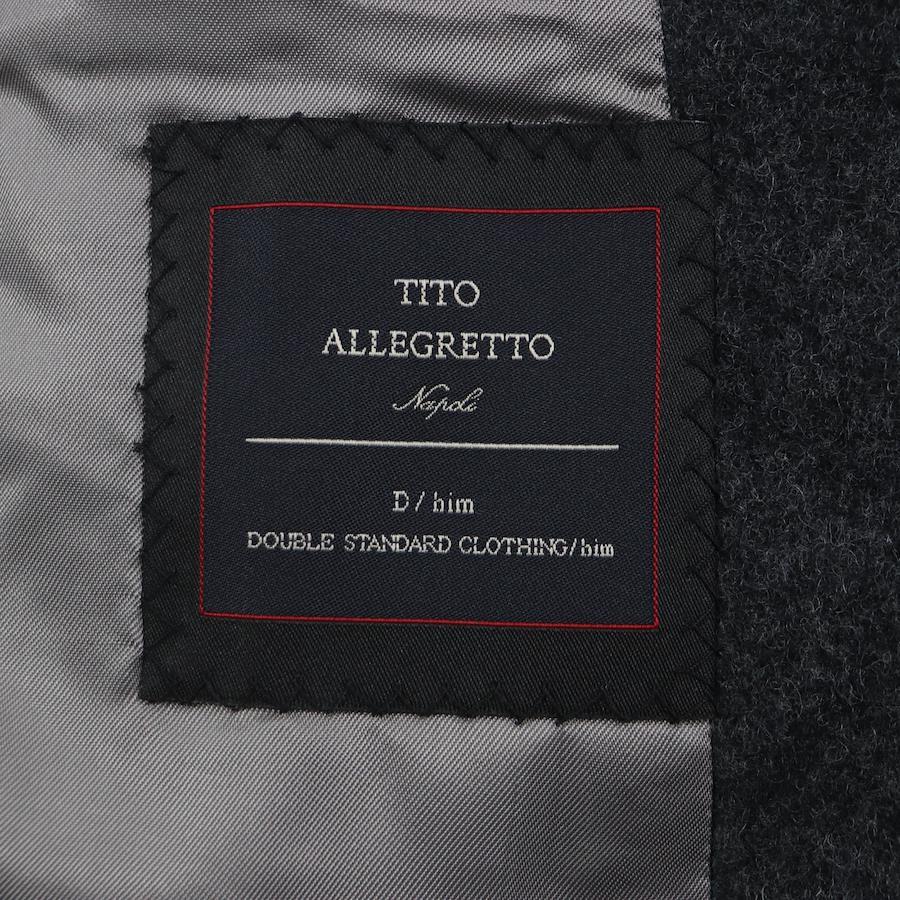 TITO
ALLEGRETTO
Napoli
D/him
DOUBLE STANDARD CLOTHING/him